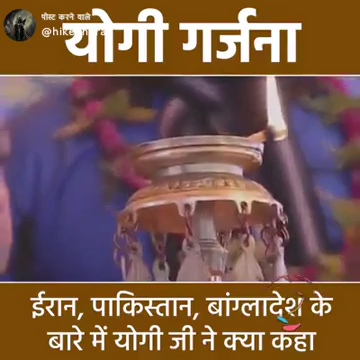 पोस्ट करने वाले
योगी गर्जना
ईरान, पाकिस्तान, बांग्लादेश के
बारे में योगी जी ने क्या कहा